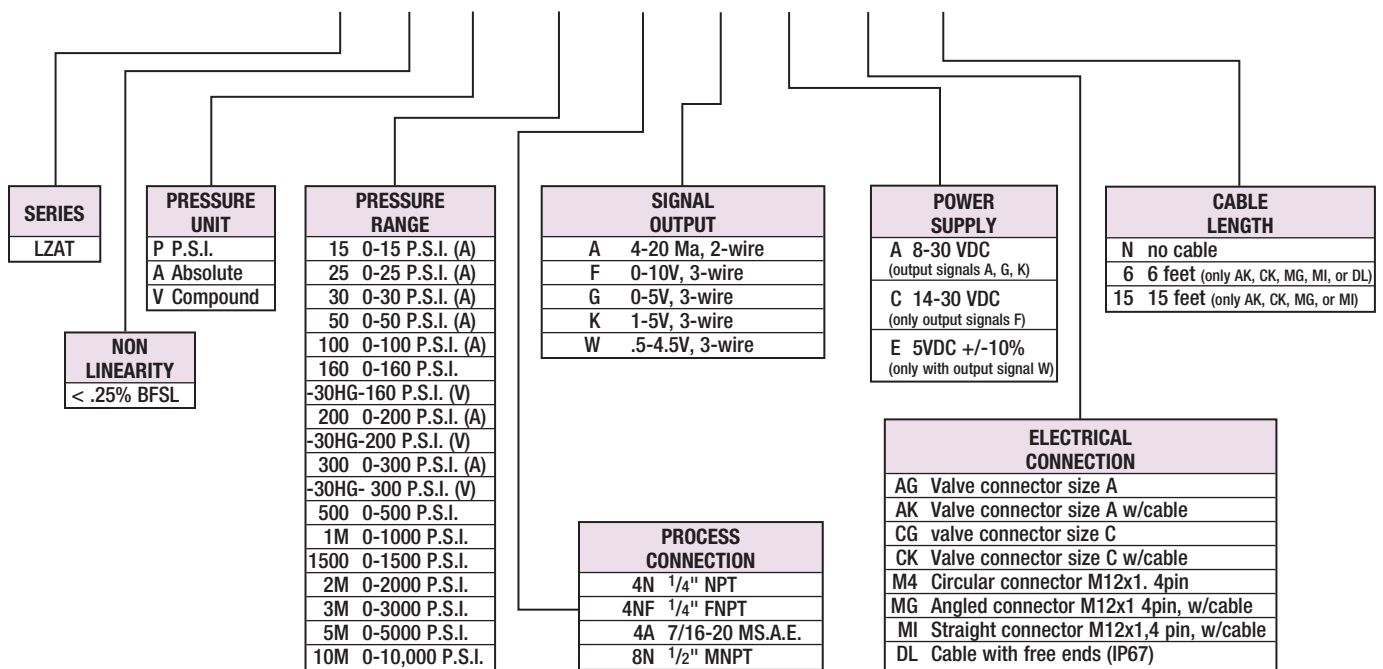 SERIES
LZAT
NON
LINEARITY
< .25% BFSL
PRESSURE
UNIT
P P.S.I.
A Absolute
V Compound
PRESSURE
RANGE
15 0-15 P.S.I. (A)
25 0-25 P.S.I. (A)
30 0-30 P.S.I. (A)
50 0-50 P.S.I. (A)
100 0-100 P.S.I. (A)
160 0-160 P.S.I.
-30HG-160 P.S.I. (V)
200 0-200 P.S.I. (A)
-30HG-200 P.S.I. (V)
300 0-300 P.S.I. (A)
-30HG- 300 P.S.I. (V)
500 0-500 P.S.I.
1M 0-1000 P.S.I.
1500 0-1500 P.S.I.
2M 0-2000 P.S.I.
3M 0-3000 P.S.I.
5M 0-5000 P.S.I.
10M 0-10,000 P.S.I.
PROCESS
CONNECTION
4N 1/4" NPT
4NF 1/4" FNPT
4A 7/16-20 MS.A.E.
8N 1/2" MNPT
SIGNAL
OUTPUT
A 4-20 Ma, 2-wire
F 0-10V, 3-wire
G 0-5V, 3-wire
K 1-5V, 3-wire
W .5-4.5V, 3-wire
POWER
SUPPLY
A 8-30 VDC
(output signals A, G, K)
C 14-30 VDC
(only output signals F)
E 5VDC +/-10%
(only with output signal W)
ELECTRICAL
CONNECTION
AG Valve connector size A
AK Valve connector size A w/cable
CG valve connector size C
CK Valve connector size C w/cable
M4 Circular connector M12x1. 4pin
MG Angled connector M12x1 4pin, w/cable
MI Straight connector M12x1,4 pin, w/cable
DL Cable with free ends (IP67)
CABLE
LENGTH
N no cable
6 6 feet (only AK, CK, MG, MI, or DL)
15 15 feet (only AK, CK, MG, or MI)